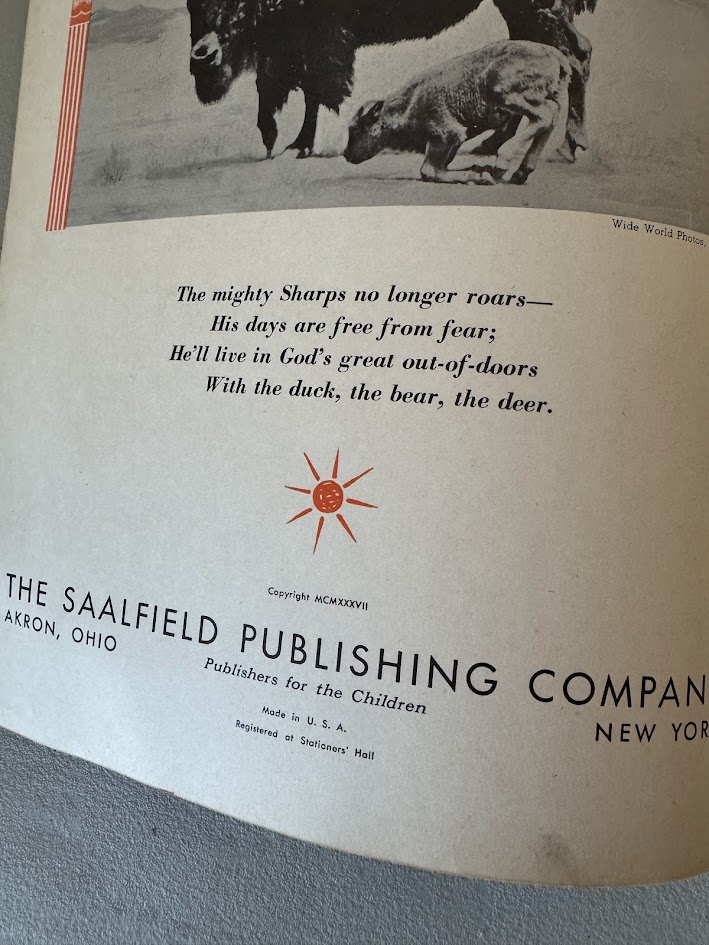 Wide World Photos,
The mighty Sharps no longer roars—
His days are free from fear;
He'll live in God's great out-of-doors
With the duck, the bear, the deer.
Copyright MCMXXXVII
THE SAALFIELD PUBLISHING COMPAN
AKRON, OHIO
Publishers for the Children
NEW YOR
Made in U. S. A.
Registered at Stationers' Hall